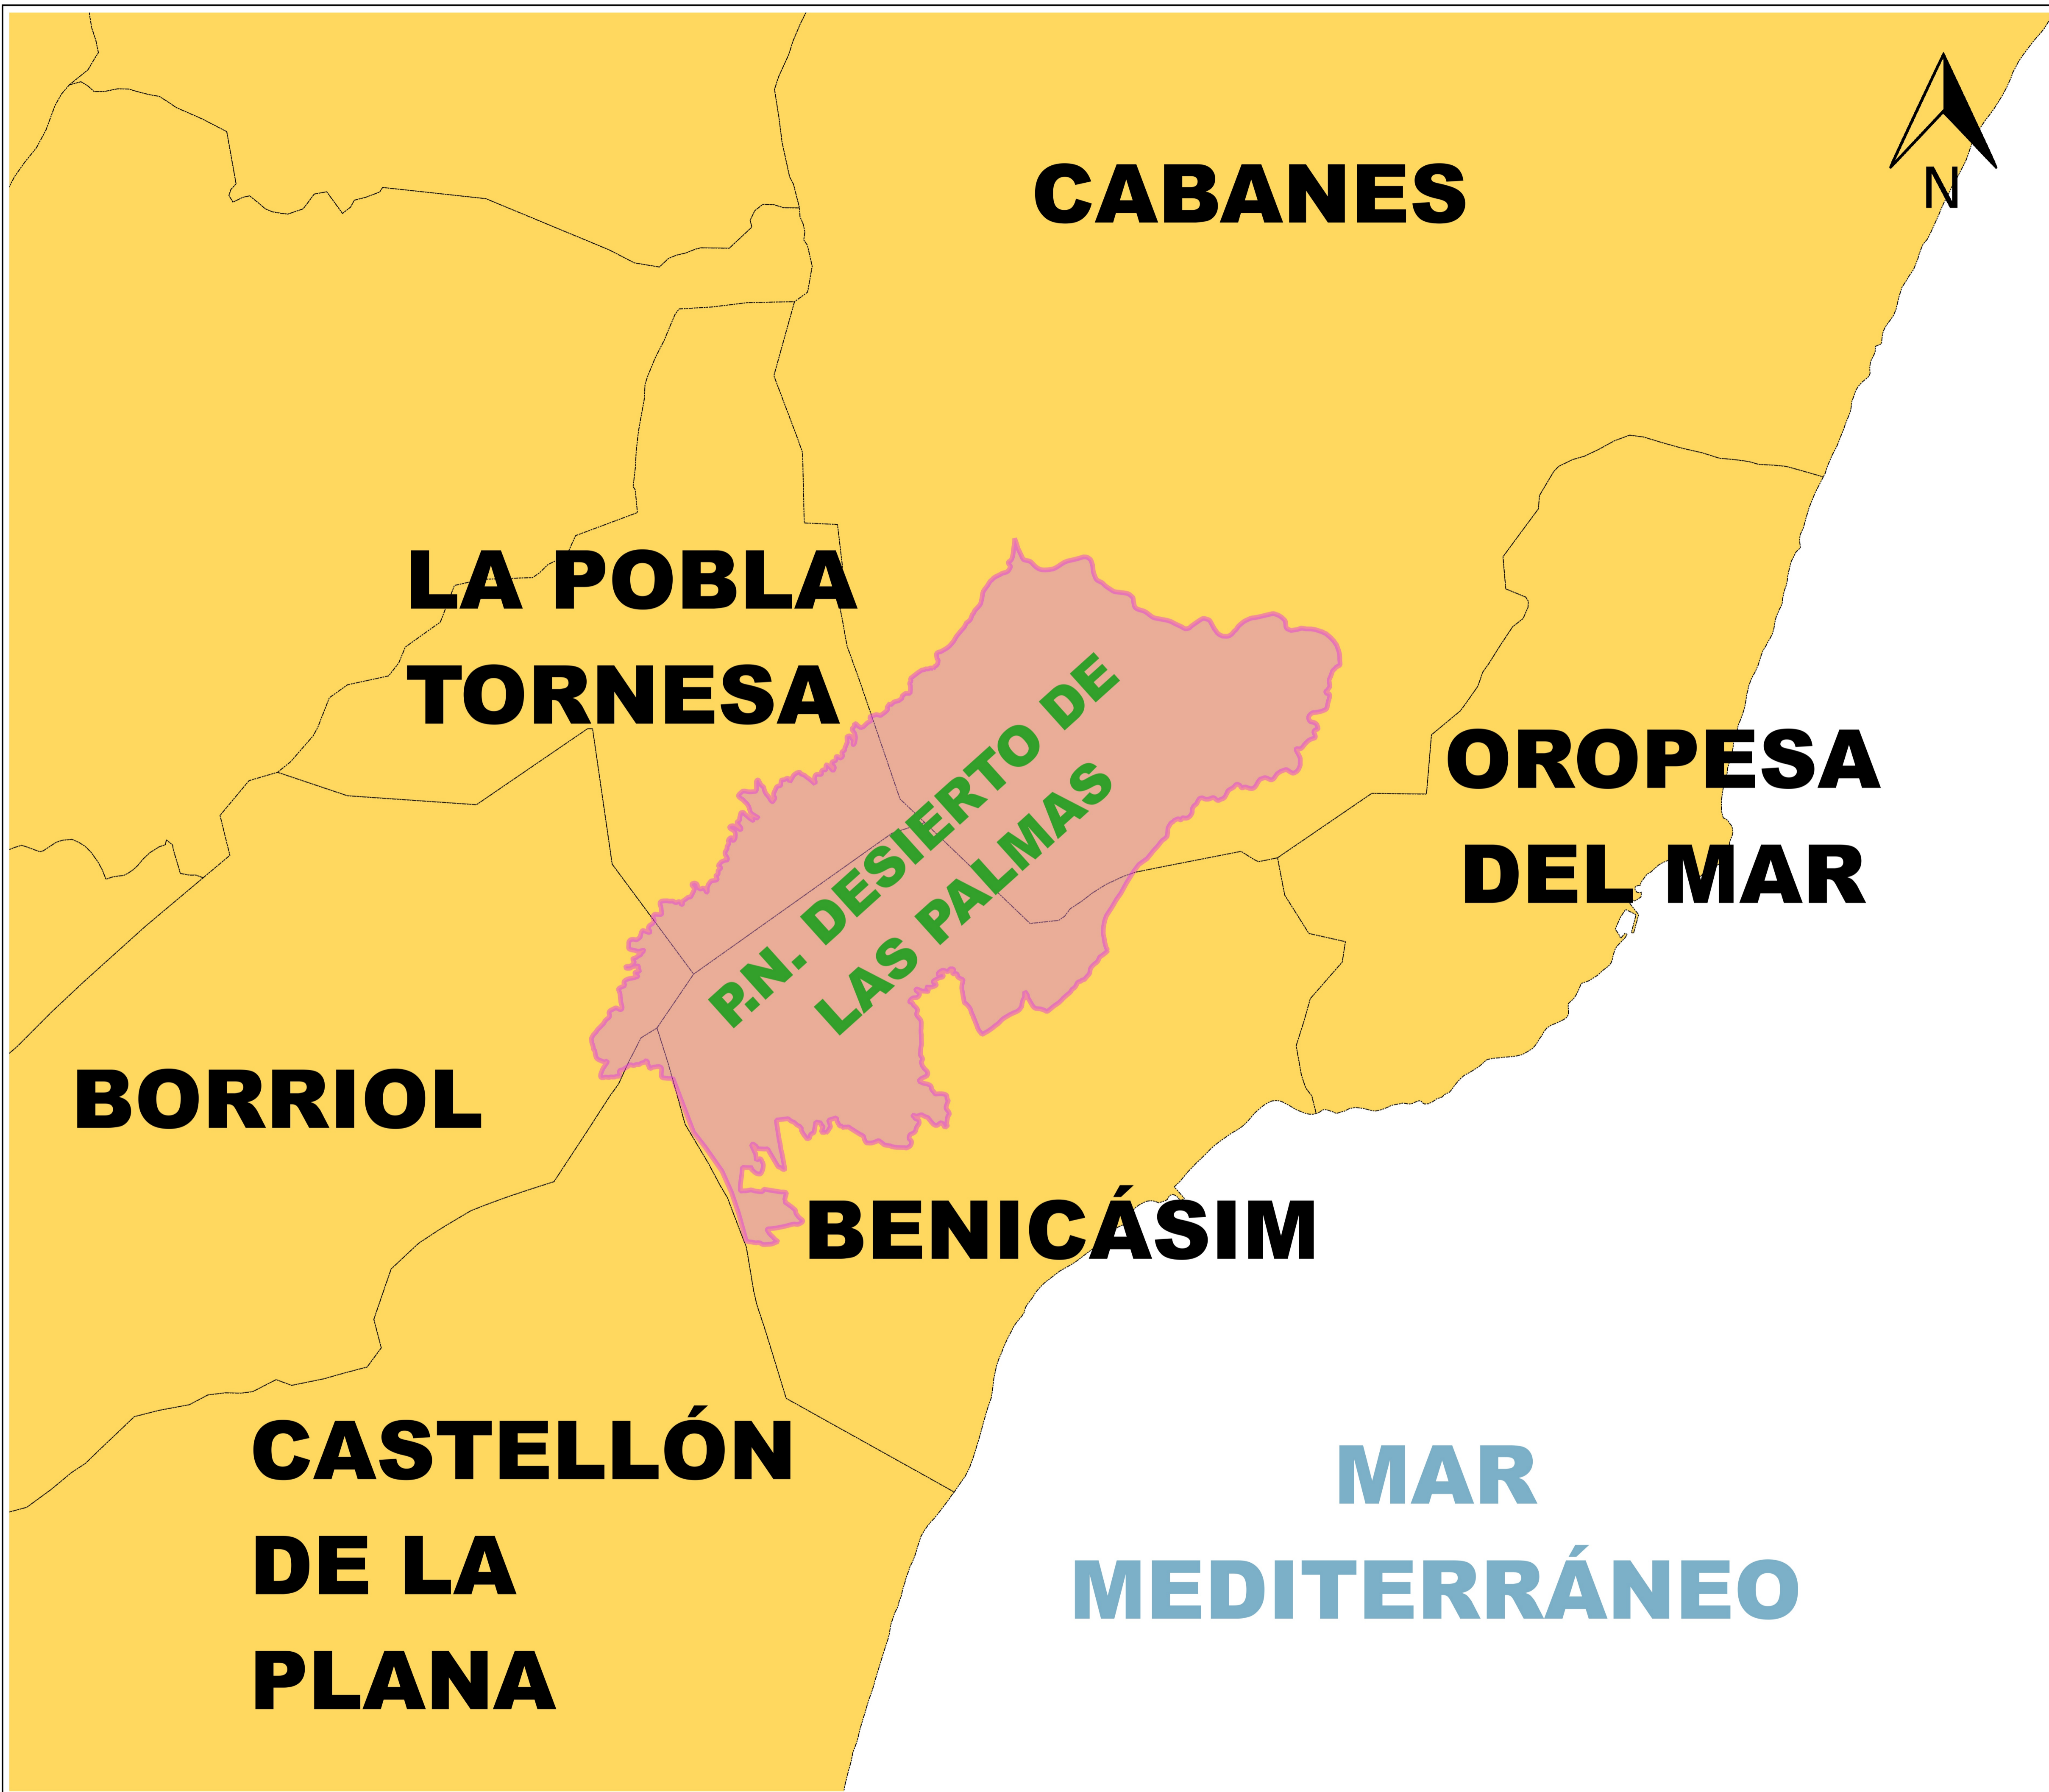 CABANES
N
LA POBLA
TORNESA
P.N. DESIERTO DE
LAS PALMAS
OROPESA
DEL MAR
BORRIOL
BENICÁSIM
CASTELLÓN
DE LA
PLANA
MAR
MEDITERRÁNEO